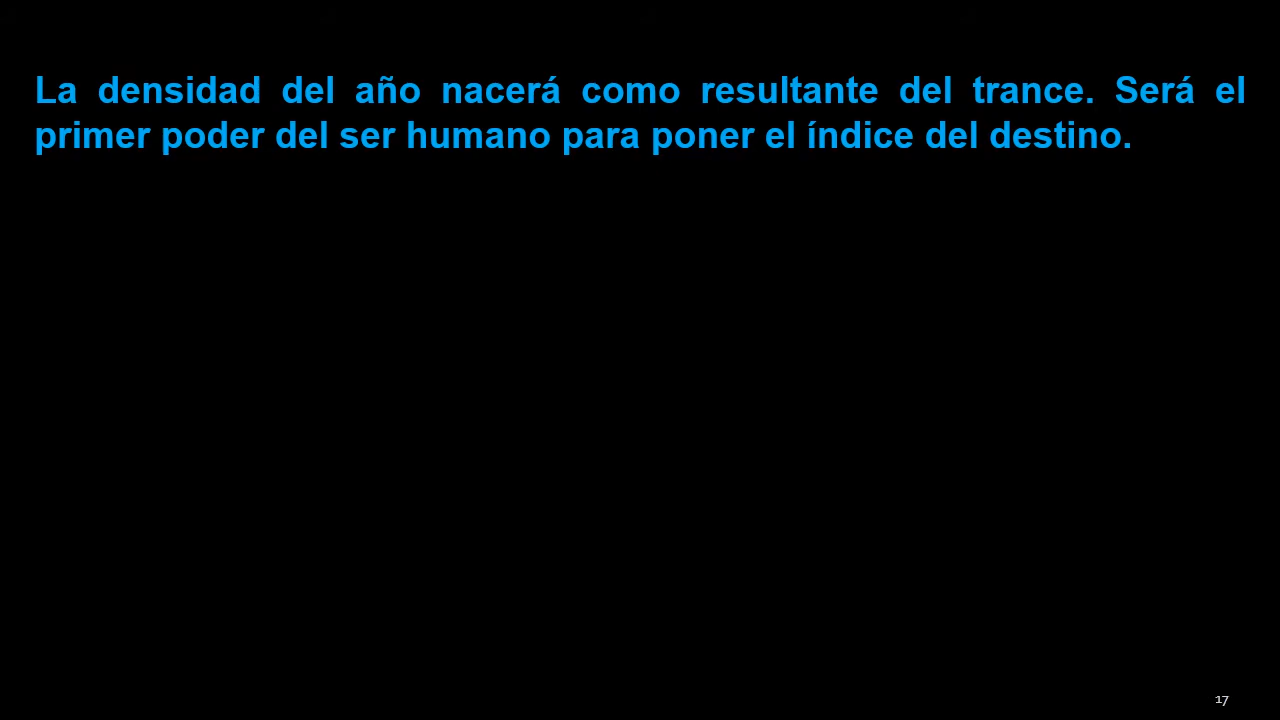 La densidad del año nacerá como resultante del trance. Será el
primer poder del ser humano para poner el índice del destino.
17